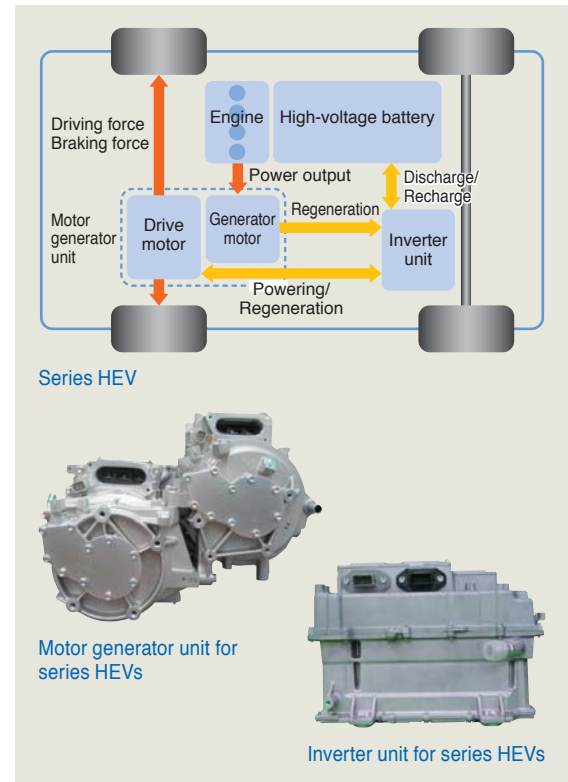 Driving force
Braking force
Engine
High-voltage battery
Power output
Discharge/
Recharge
Motor
generator
unit
Drive
motor
Generator
motor
Regeneration
Inverter
unit
Powering/
Regeneration
Series HEV
Motor generator unit for
series HEVs
Inverter unit for series HEVs